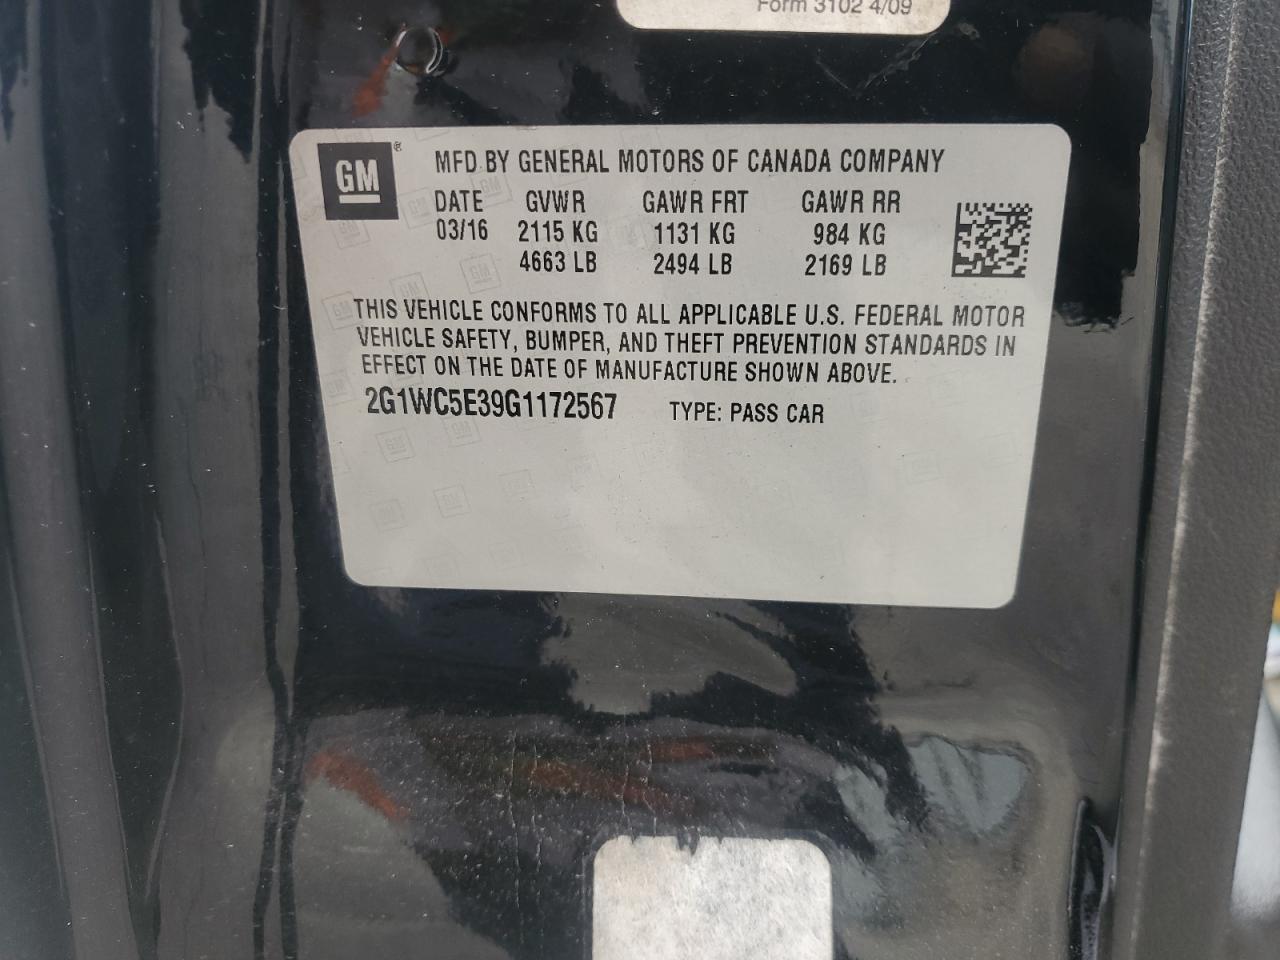 Form 3102 4/09
GM®
MFD BY GENERAL MOTORS OF CANADA COMPANY
DATE GVWR GAWR FRT GAWR RR
03/16 2115 KG 1131 KG 984 KG
4663 LB 2494 LB 2169 LB
THIS VEHICLE CONFORMS TO ALL APPLICABLE U.S. FEDERAL MOTOR
VEHICLE SAFETY, BUMPER, AND THEFT PREVENTION STANDARDS IN
EFFECT ON THE DATE OF MANUFACTURE SHOWN ABOVE.
2G1WC5E39G1172567 TYPE: PASS CAR